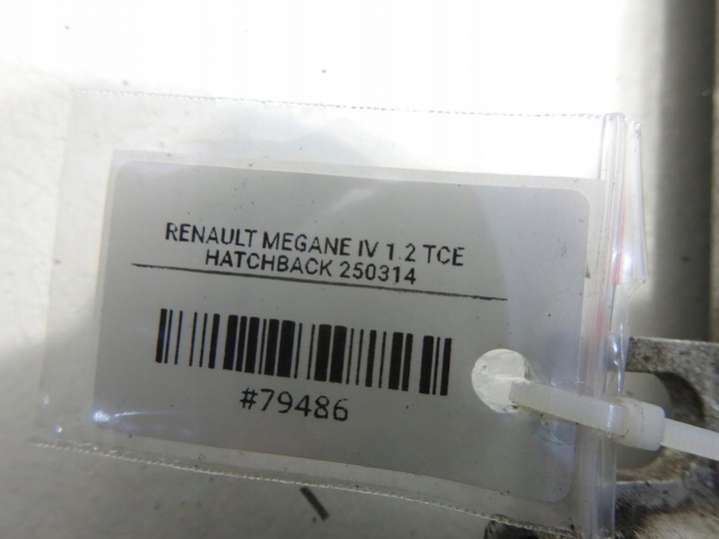 RENAULT MEGANE IV 1.2 TCE
HATCHBACK 250314
#79486